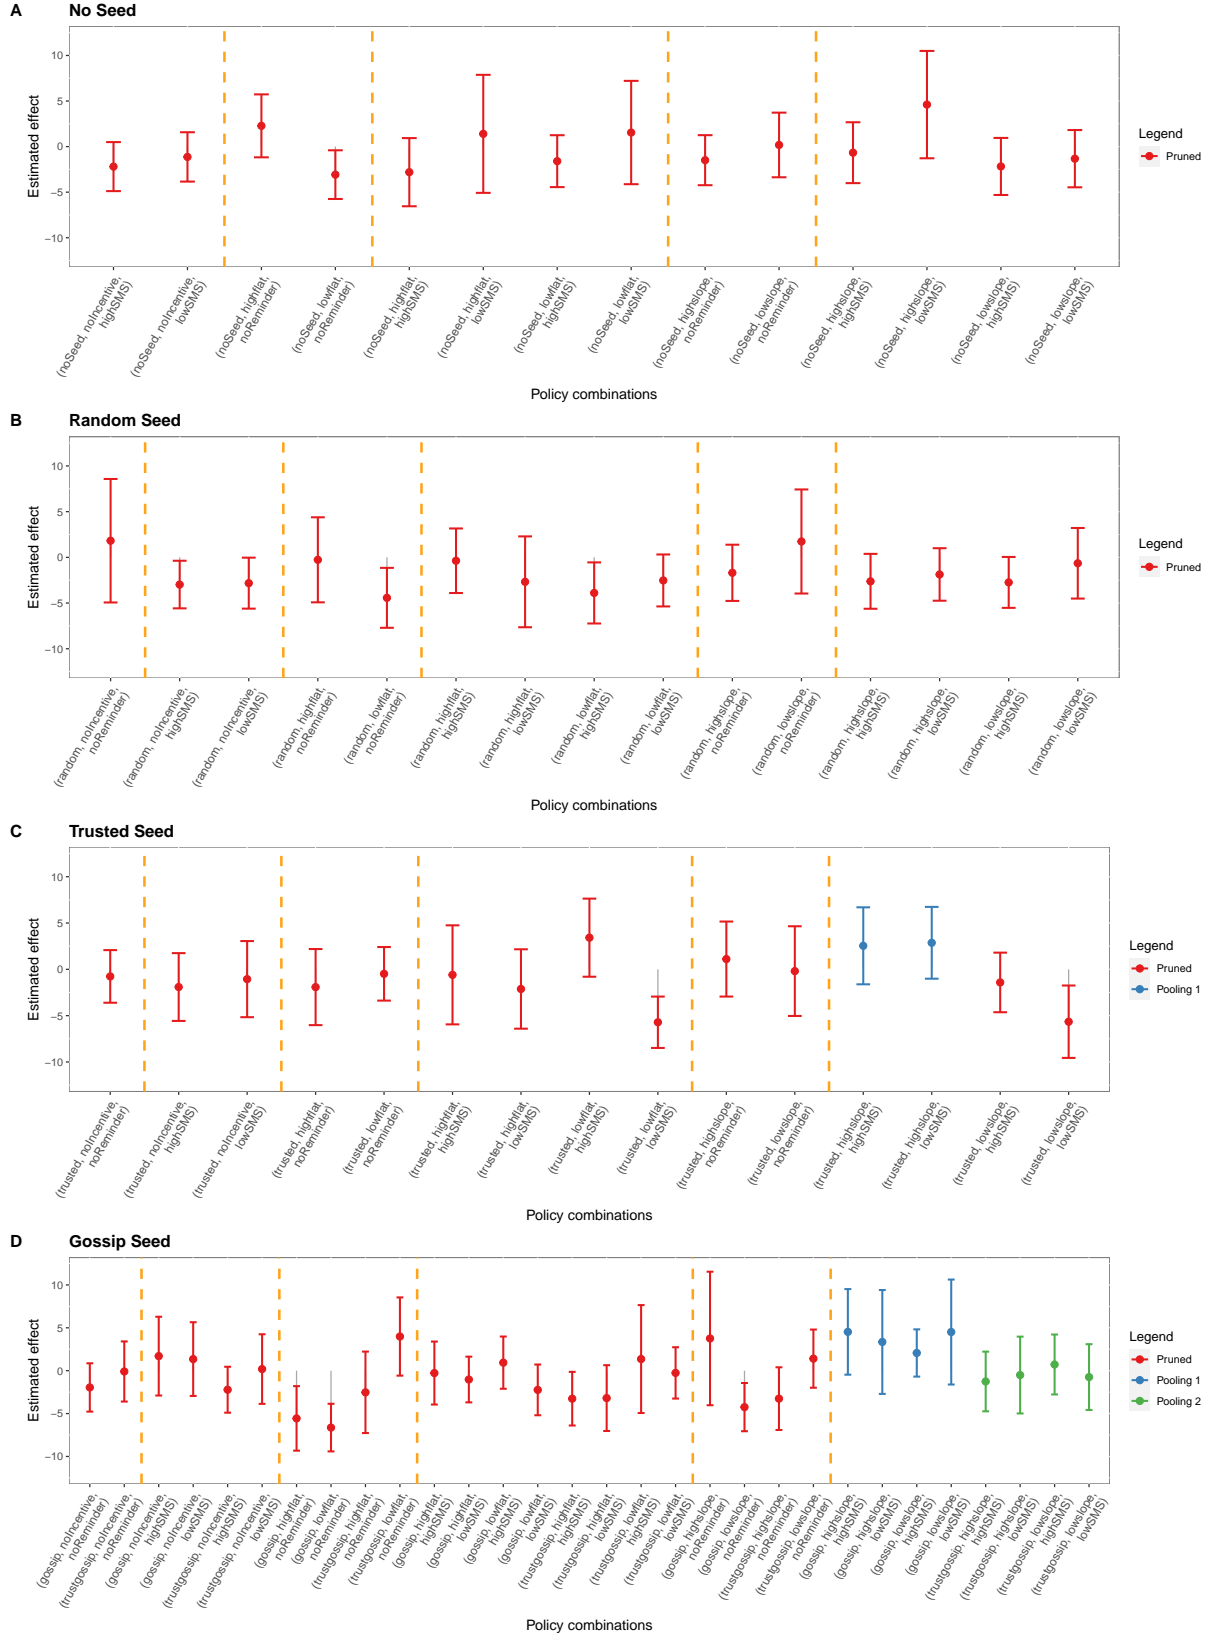 A No Seed
10
5
0
−5
−10
Estimated effect
(noSeed, noIncentive,
highSMS)
(noSeed, noIncentive,
lowSMS)
(noSeed, highflat,
noReminder)
(noSeed, lowflat,
noReminder)
(noSeed, highflat,
highSMS)
(noSeed, highflat,
lowSMS)
(noSeed, lowflat,
highSMS)
(noSeed, lowflat,
lowSMS)
(noSeed, highslope,
noReminder)
(noSeed, lowslope,
noReminder)
(noSeed, highslope,
highSMS)
(noSeed, highslope,
lowSMS)
(noSeed, lowslope,
highSMS)
(noSeed, lowslope,
lowSMS)
Policy combinations
Legend
Pruned
B Random Seed
10
5
0
−5
−10
Estimated effect
(random, noIncentive,
noReminder)
(random, noIncentive,
highSMS)
(random, noIncentive,
lowSMS)
(random, highflat,
noReminder)
(random, lowflat,
noReminder)
(random, highflat,
highSMS)
(random, highflat,
lowSMS)
(random, lowflat,
highSMS)
(random, lowflat,
lowSMS)
(random, highslope,
noReminder)
(random, lowslope,
noReminder)
(random, highslope,
highSMS)
(random, highslope,
lowSMS)
(random, lowslope,
highSMS)
(random, lowslope,
lowSMS)
Policy combinations
Legend
Pruned
C Trusted Seed
10
5
0
−5
−10
Estimated effect
(trusted, noIncentive,
noReminder)
(trusted, noIncentive,
highSMS)
(trusted, noIncentive,
lowSMS)
(trusted, highflat,
noReminder)
(trusted, lowflat,
noReminder)
(trusted, highflat,
highSMS)
(trusted, highflat,
lowSMS)
(trusted, lowflat,
highSMS)
(trusted, lowflat,
lowSMS)
(trusted, highslope,
noReminder)
(trusted, lowslope,
noReminder)
(trusted, highslope,
highSMS)
(trusted, highslope,
lowSMS)
(trusted, lowslope,
highSMS)
(trusted, lowslope,
lowSMS)
Policy combinations
Legend
Pruned
Pooling 1
D Gossip Seed
10
5
0
−5
−10
Estimated effect
(gossip, noIncentive,
noReminder)
(trustgossip, noIncentive,
noReminder)
(gossip, noIncentive,
highSMS)
(gossip, noIncentive,
lowSMS)
(trustgossip, noIncentive,
highSMS)
(trustgossip, noIncentive,
lowSMS)
(gossip, highflat,
noReminder)
(gossip, lowflat,
noReminder)
(trustgossip, highflat,
noReminder)
(trustgossip, lowflat,
noReminder)
(gossip, highflat,
highSMS)
(gossip, highflat,
lowSMS)
(gossip, lowflat,
highSMS)
(gossip, lowflat,
lowSMS)
(trustgossip, highflat,
highSMS)
(trustgossip, highflat,
lowSMS)
(trustgossip, lowflat,
highSMS)
(trustgossip, lowflat,
lowSMS)
(gossip, highslope,
noReminder)
(gossip, lowslope,
noReminder)
(trustgossip, highslope,
noReminder)
(trustgossip, lowslope,
noReminder)
(gossip, highslope,
highSMS)
(gossip, highslope,
lowSMS)
(gossip, lowslope,
highSMS)
(gossip, lowslope,
lowSMS)
(trustgossip, highslope,
highSMS)
(trustgossip, highslope,
lowSMS)
(trustgossip, lowslope,
highSMS)
(trustgossip, lowslope,
lowSMS)
Policy combinations
Legend
Pruned
Pooling 1
Pooling 2